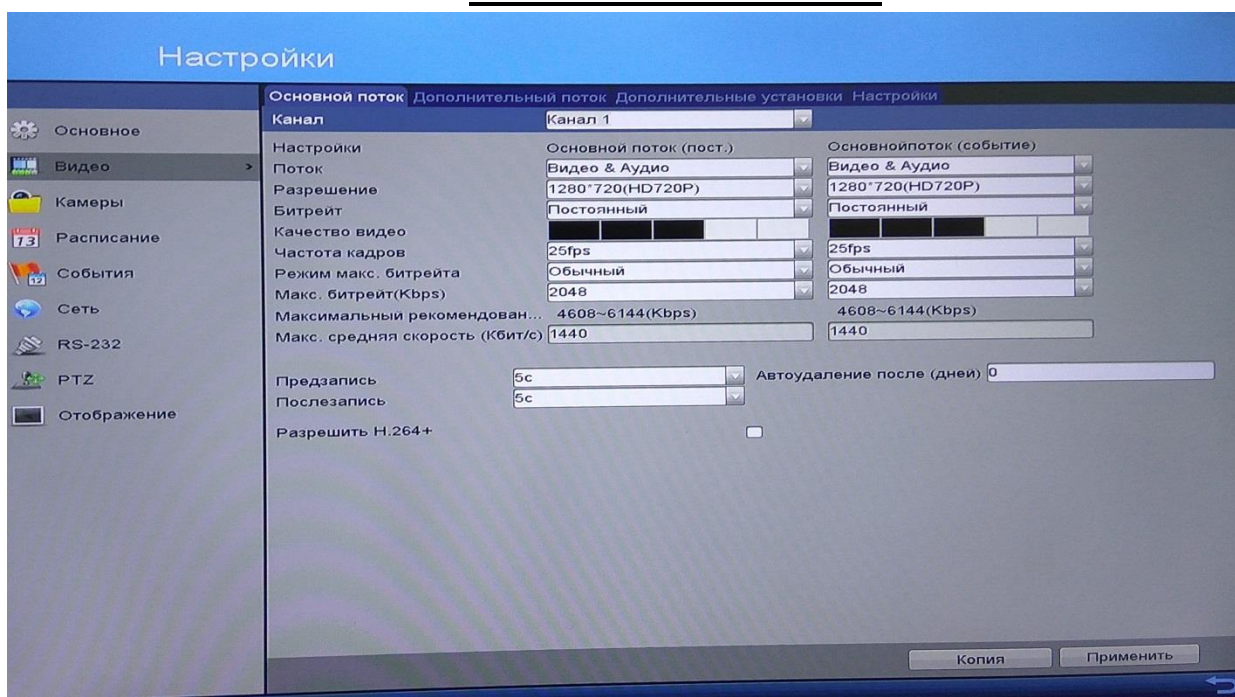 Настройки
Основной поток Дополнительный поток Дополнительные установки Настройки
Канал Канал 1
Основное
Видео >
Камеры
13 Расписание
12 События
Сеть
RS-232
PTZ
Отображение
Настройки Основной поток (пост.) Основнойпоток (событие)
Поток Видео & Аудио Видео & Аудио
Разрешение 1280*720(HD720P) 1280*720(HD720P)
Битрейт Постоянный Постоянный
Качество видео
Частота кадров 25fps 25fps
Режим макс. битрейта Обычный Обычный
Макс. битрейт(Kbps) 2048 2048
Максимальный рекомендован... 4608~6144(Kbps) 4608~6144(Kbps)
Макс. средняя скорость (Кбит/с) 1440 1440
Предзапись 5с Автоудаление после (дней) 0
Послезапись 5с
Разрешить H.264+
Копия Применить